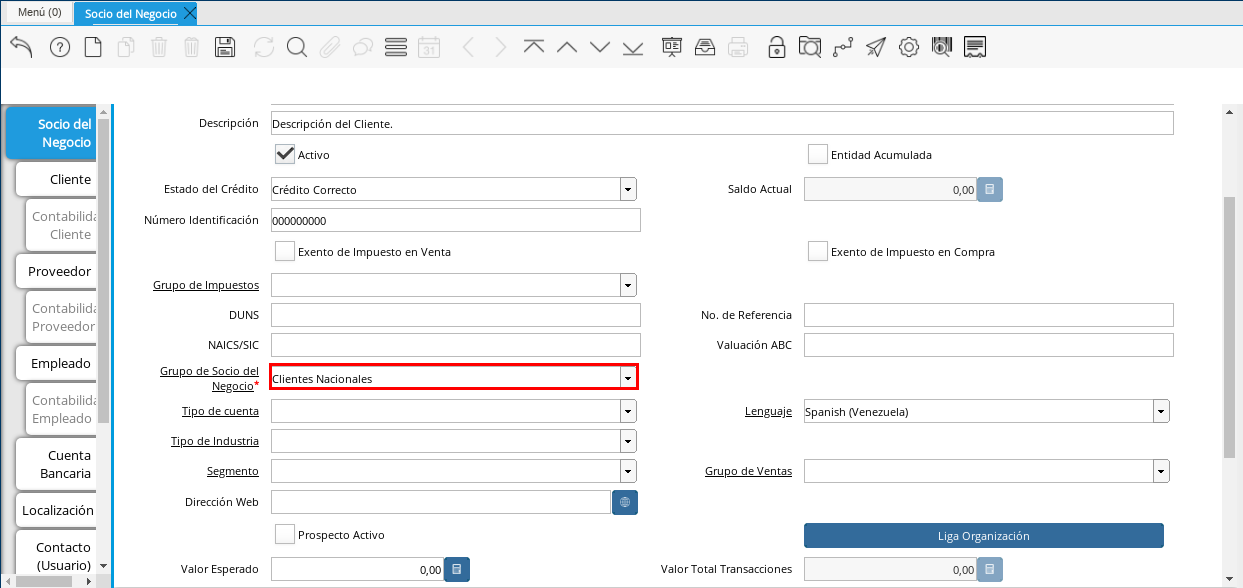 Menú (0)
Socio del Negocio
31
Socio del
Negocio
Cliente
Contabilida
Cliente
Proveedor
Contabilida
Proveedor
Empleado
Contabilida
Empleado
Cuenta
Bancaria
Localización
Contacto
(Usuario)
Descripción Descripción del Cliente.
Activo Entidad Acumulada
Estado del Crédito Crédito Correcto Saldo Actual 0,00
Número Identificación 000000000
Exento de Impuesto en Venta Exento de Impuesto en Compra
Grupo de Impuestos
DUNS No. de Referencia
NAICS/SIC Valuación ABC
Grupo de Socio del
Negocio* Clientes Nacionales
Tipo de cuenta Lenguaje Spanish (Venezuela)
Tipo de Industria
Segmento Grupo de Ventas
Dirección Web
Prospecto Activo Liga Organización
Valor Esperado 0,00 Valor Total Transacciones 0,00